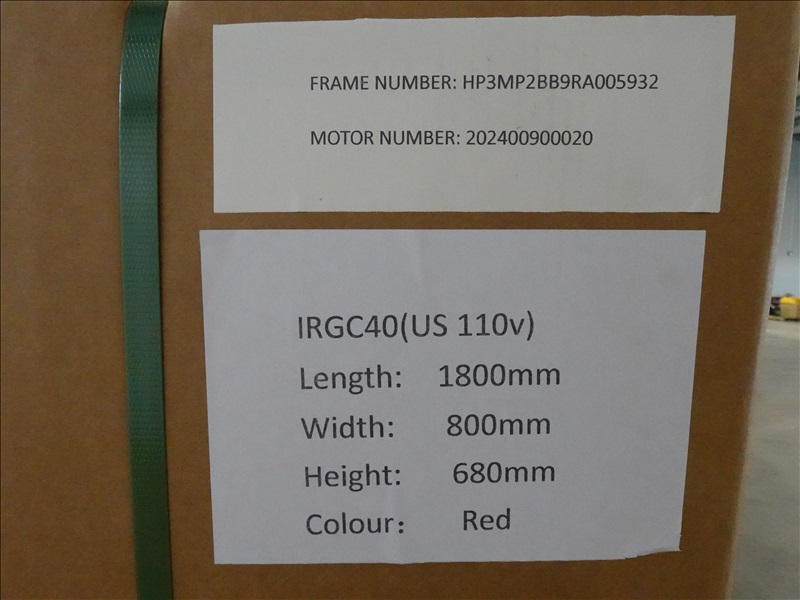 FRAME NUMBER: HP3MP2BB9RA005932
MOTOR NUMBER: 202400900020
IRGC40(US 110v)
Length: 1800mm
Width: 800mm
Height: 680mm
Colour： Red